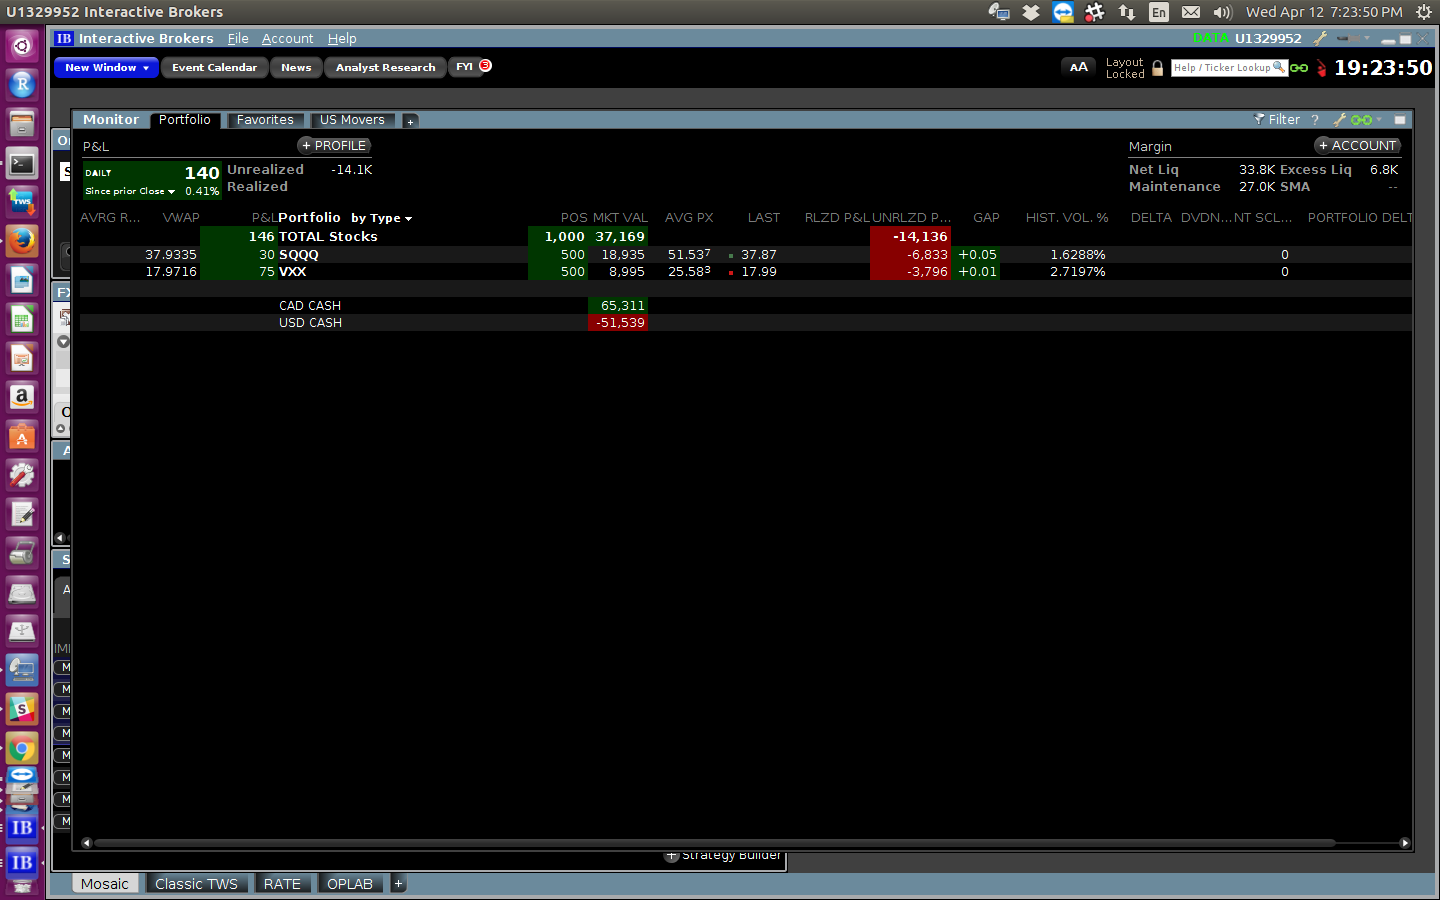 U1329952 Interactive Brokers
En
Wed Apr 12 7:23:50 PM
IB Interactive Brokers File Account Help
DATA U1329952
New Window Event Calendar News Analyst Research FYI 3
AA Layout Locked Help / Ticker Lookup 19:23:50
Monitor Portfolio Favorites US Movers +
Filter ?
P&L + PROFILE
Margin + ACCOUNT
DAILY 140 Unrealized -14.1K
Since prior Close 0.41% Realized
Net Liq 33.8K Excess Liq 6.8K
Maintenance 27.0K SMA --
AVRG R... VWAP P&L Portfolio by Type POS MKT VAL AVG PX LAST RLZD P&L UNRLZD P... GAP HIST. VOL. % DELTA DVDN... NT SCL... PORTFOLIO DELT
146 TOTAL Stocks 1,000 37,169 -14,136
37.9335 30 SQQQ 500 18,935 51.537 37.87 -6,833 +0.05 1.6288% 0
17.9716 75 VXX 500 8,995 25.583 17.99 -3,796 +0.01 2.7197% 0
CAD CASH 65,311
USD CASH -51,539
FX
A
S
A
IM
M
M
M
M
M
M
M
M
+ Strategy Builder
Mosaic Classic TWS RATE OPLAB +